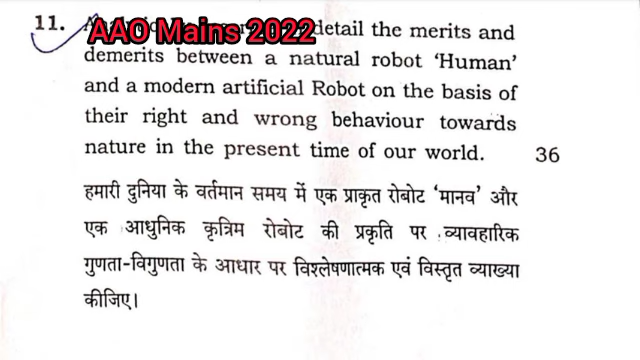 11. AAO Mains 2022 detail the merits and
demerits between a natural robot 'Human'
and a modern artificial Robot on the basis of
their right and wrong behaviour towards
nature in the present time of our world. 36
हमारी दुनिया के वर्तमान समय में एक प्राकृत रोबोट 'मानव' और
एक आधुनिक कृत्रिम रोबोट की प्रकृति पर व्यावहारिक
गुणता-विगुणता के आधार पर विश्लेषणात्मक एवं विस्तृत व्याख्या
कीजिए।